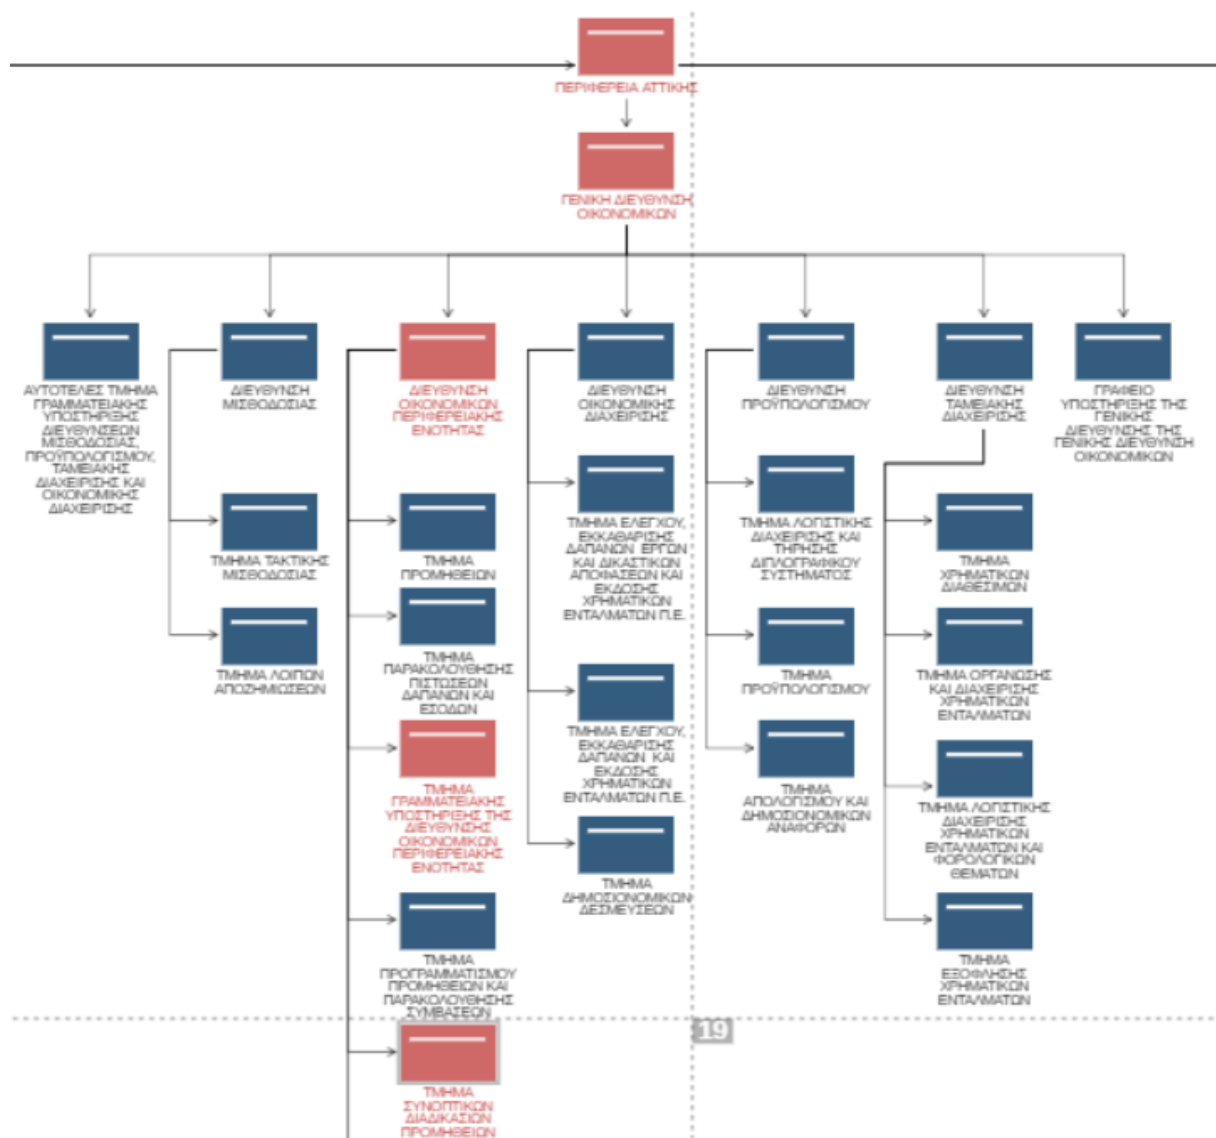 ΠΕΡΙΦΕΡΕΙΑ ΑΤΤΙΚΗΣ
ΓΕΝΙΚΗ ΔΙΕΥΘΥΝΣΗ
ΟΙΚΟΝΟΜΙΚΩΝ
ΑΥΤΟΤΕΛΕΣ ΤΜΗΜΑ
ΓΡΑΜΜΑΤΕΙΑΚΗΣ
ΥΠΟΣΤΗΡΙΞΗΣ
ΔΙΕΥΘΥΝΣΕΩΝ
ΜΙΣΘΟΔΟΣΙΑΣ,
ΠΡΟΫΠΟΛΟΓΙΣΜΟΥ,
ΤΑΜΕΙΑΚΗΣ
ΔΙΑΧΕΙΡΙΣΗΣ ΚΑΙ
ΟΙΚΟΝΟΜΙΚΗΣ
ΔΙΑΧΕΙΡΙΣΗΣ
ΔΙΕΥΘΥΝΣΗ
ΜΙΣΘΟΔΟΣΙΑΣ
ΤΜΗΜΑ ΤΑΚΤΙΚΗΣ
ΜΙΣΘΟΔΟΣΙΑΣ
ΤΜΗΜΑ ΛΟΙΠΩΝ
ΑΠΟΖΗΜΙΩΣΕΩΝ
ΔΙΕΥΘΥΝΣΗ
ΟΙΚΟΝΟΜΙΚΩΝ
ΠΕΡΙΦΕΡΕΙΑΚΗΣ
ΕΝΟΤΗΤΑΣ
ΤΜΗΜΑ
ΠΡΟΜΗΘΕΙΩΝ
ΤΜΗΜΑ
ΠΑΡΑΚΟΛΟΥΘΗΣΗΣ
ΠΙΣΤΩΣΕΩΝ
ΔΑΠΑΝΩΝ ΚΑΙ
ΕΣΟΔΩΝ
ΤΜΗΜΑ
ΓΡΑΜΜΑΤΕΙΑΚΗΣ
ΥΠΟΣΤΗΡΙΞΗΣ ΤΗΣ
ΔΙΕΥΘΥΝΣΗΣ
ΟΙΚΟΝΟΜΙΚΩΝ
ΠΕΡΙΦΕΡΕΙΑΚΗΣ
ΕΝΟΤΗΤΑΣ
ΤΜΗΜΑ
ΠΡΟΓΡΑΜΜΑΤΙΣΜΟΥ
ΠΡΟΜΗΘΕΙΩΝ ΚΑΙ
ΠΑΡΑΚΟΛΟΥΘΗΣΗΣ
ΣΥΜΒΑΣΕΩΝ
ΤΜΗΜΑ
ΣΥΝΟΠΤΙΚΩΝ
ΔΙΑΔΙΚΑΣΙΩΝ
ΠΡΟΜΗΘΕΙΩΝ
ΔΙΕΥΘΥΝΣΗ
ΟΙΚΟΝΟΜΙΚΗΣ
ΔΙΑΧΕΙΡΙΣΗΣ
ΤΜΗΜΑ ΕΛΕΓΧΟΥ,
ΕΚΚΑΘΑΡΙΣΗΣ
ΔΑΠΑΝΩΝ ΕΡΓΩΝ
ΚΑΙ ΔΙΚΑΣΤΙΚΩΝ
ΑΠΟΦΑΣΕΩΝ ΚΑΙ
ΕΚΔΟΣΗΣ
ΧΡΗΜΑΤΙΚΩΝ
ΕΝΤΑΛΜΑΤΩΝ Π.Ε.
ΤΜΗΜΑ ΕΛΕΓΧΟΥ,
ΕΚΚΑΘΑΡΙΣΗΣ
ΔΑΠΑΝΩΝ ΚΑΙ
ΕΚΔΟΣΗΣ
ΧΡΗΜΑΤΙΚΩΝ
ΕΝΤΑΛΜΑΤΩΝ Π.Ε.
ΤΜΗΜΑ
ΔΗΜΟΣΙΟΝΟΜΙΚΩΝ
ΔΕΣΜΕΥΣΕΩΝ
ΔΙΕΥΘΥΝΣΗ
ΠΡΟΫΠΟΛΟΓΙΣΜΟΥ
ΤΜΗΜΑ ΛΟΓΙΣΤΙΚΗΣ
ΔΙΑΧΕΙΡΙΣΗΣ ΚΑΙ
ΤΗΡΗΣΗΣ
ΔΙΠΛΟΓΡΑΦΙΚΟΥ
ΣΥΣΤΗΜΑΤΟΣ
ΤΜΗΜΑ
ΠΡΟΫΠΟΛΟΓΙΣΜΟΥ
ΤΜΗΜΑ
ΑΠΟΛΟΓΙΣΜΟΥ ΚΑΙ
ΔΗΜΟΣΙΟΝΟΜΙΚΩΝ
ΑΝΑΦΟΡΩΝ
ΔΙΕΥΘΥΝΣΗ
ΤΑΜΕΙΑΚΗΣ
ΔΙΑΧΕΙΡΙΣΗΣ
ΤΜΗΜΑ
ΧΡΗΜΑΤΙΚΩΝ
ΔΙΑΘΕΣΙΜΩΝ
ΤΜΗΜΑ ΟΡΓΑΝΩΣΗΣ
ΚΑΙ ΔΙΑΧΕΙΡΙΣΗΣ
ΧΡΗΜΑΤΙΚΩΝ
ΕΝΤΑΛΜΑΤΩΝ
ΤΜΗΜΑ ΛΟΓΙΣΤΙΚΗΣ
ΔΙΑΧΕΙΡΙΣΗΣ
ΧΡΗΜΑΤΙΚΩΝ
ΕΝΤΑΛΜΑΤΩΝ ΚΑΙ
ΦΟΡΟΛΟΓΙΚΩΝ
ΘΕΜΑΤΩΝ
ΤΜΗΜΑ
ΕΞΟΦΛΗΣΗΣ
ΧΡΗΜΑΤΙΚΩΝ
ΕΝΤΑΛΜΑΤΩΝ
ΓΡΑΦΕΙΟ
ΥΠΟΣΤΗΡΙΞΗΣ ΤΗΣ
ΓΕΝΙΚΗΣ
ΔΙΕΥΘΥΝΣΗΣ ΤΗΣ
ΓΕΝΙΚΗΣ ΔΙΕΥΘΥΝΣΗ
ΟΙΚΟΝΟΜΙΚΩΝ
19